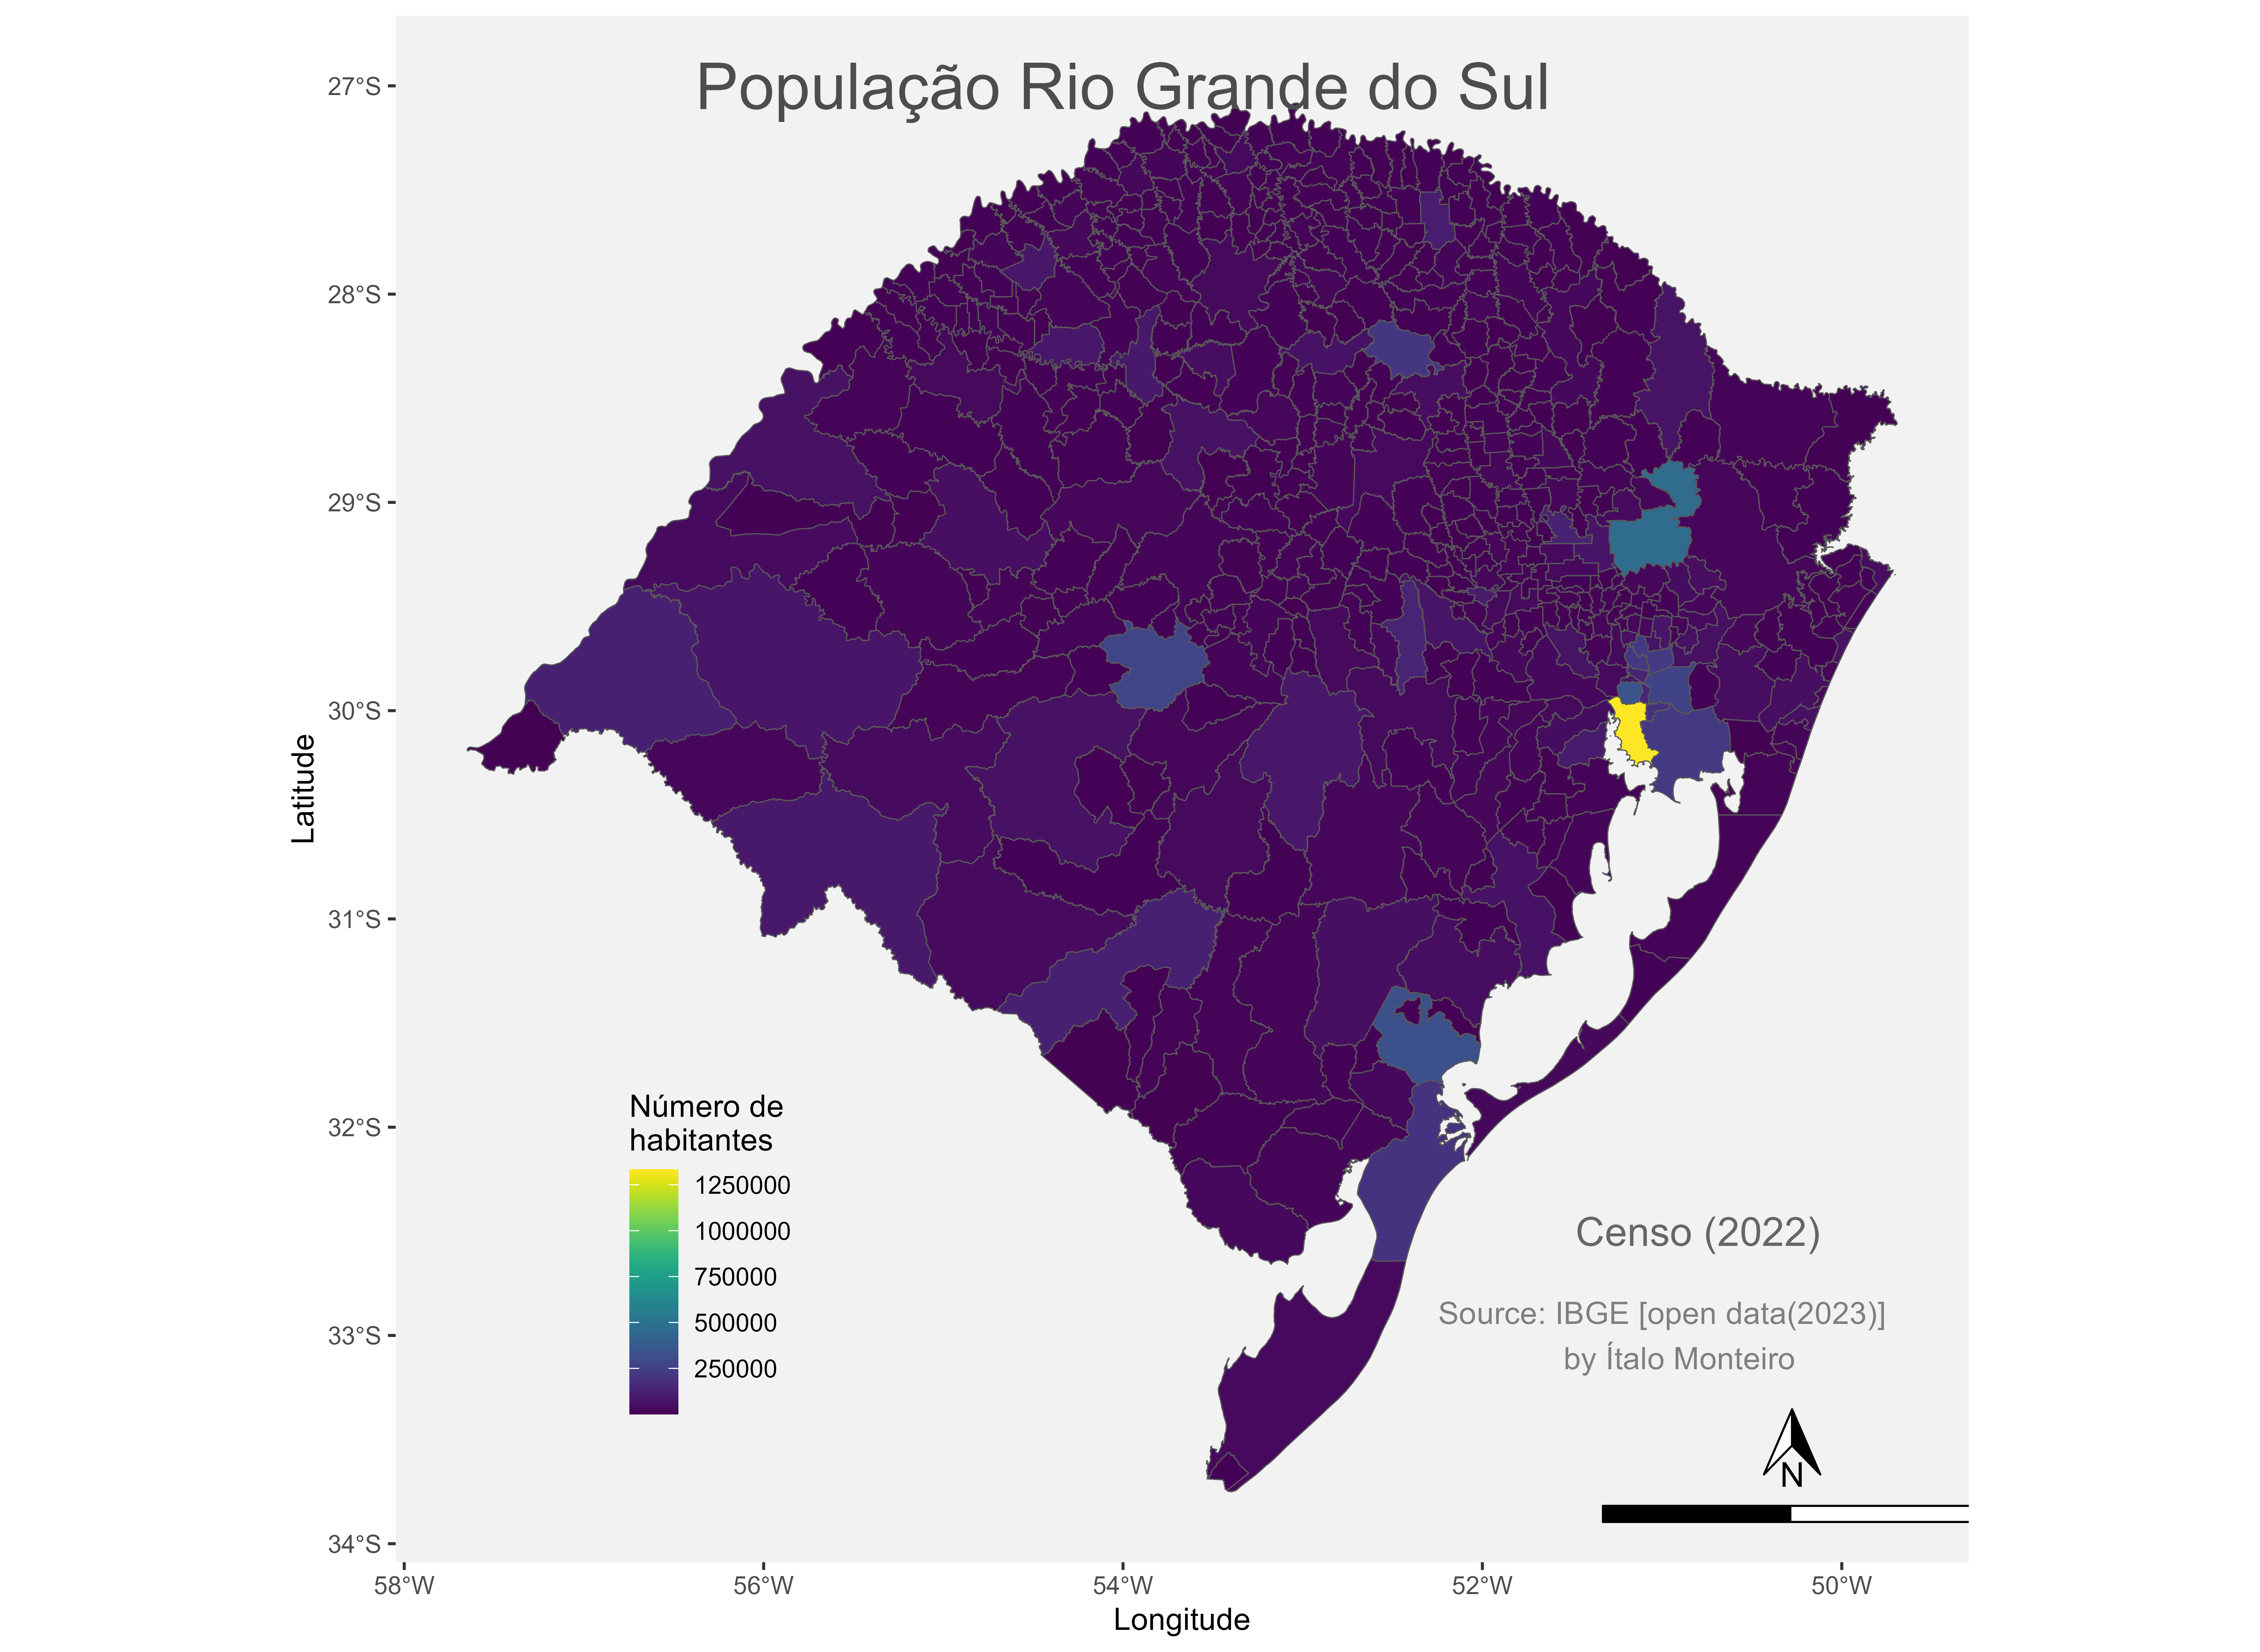 População Rio Grande do Sul
27°S
28°S
29°S
30°S
31°S
32°S
33°S
34°S
Latitude
Número de
habitantes
1250000
1000000
750000
500000
250000
Censo (2022)
Source: IBGE [open data(2023)]
by Ítalo Monteiro
N
58°W
56°W
54°W
52°W
50°W
Longitude